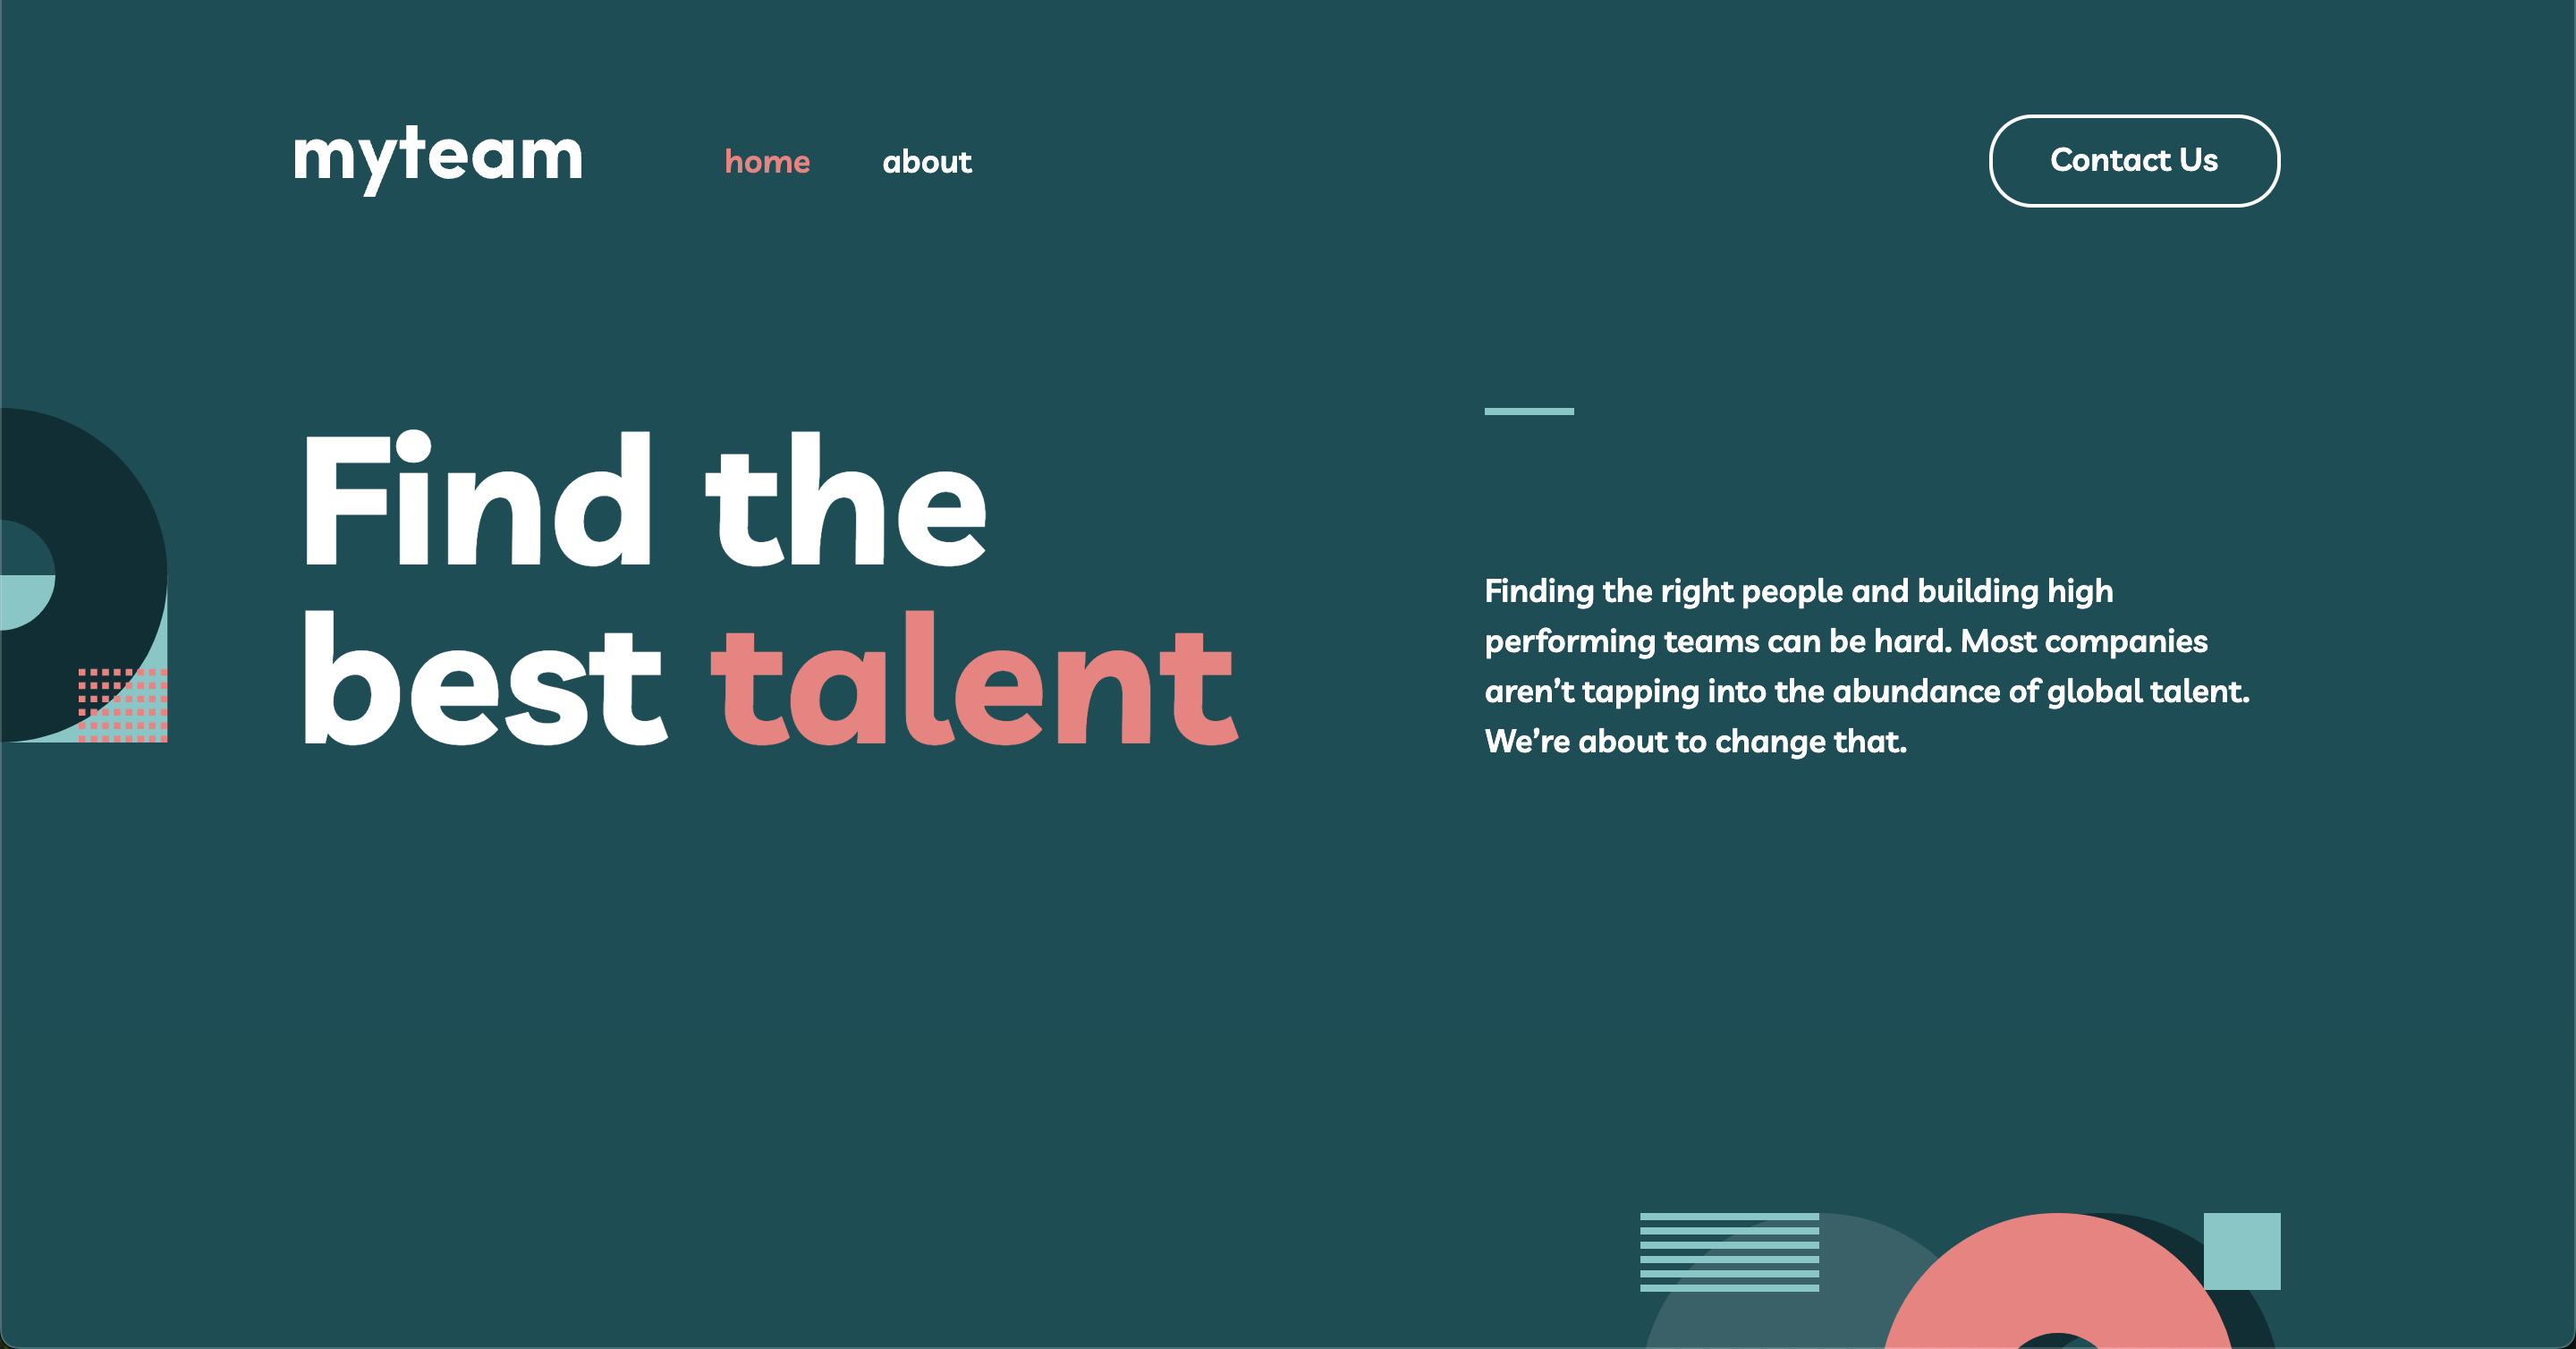 myteam
home
about
Contact Us
Find the
best talent
Finding the right people and building high
performing teams can be hard. Most companies
aren’t tapping into the abundance of global talent.
We’re about to change that.